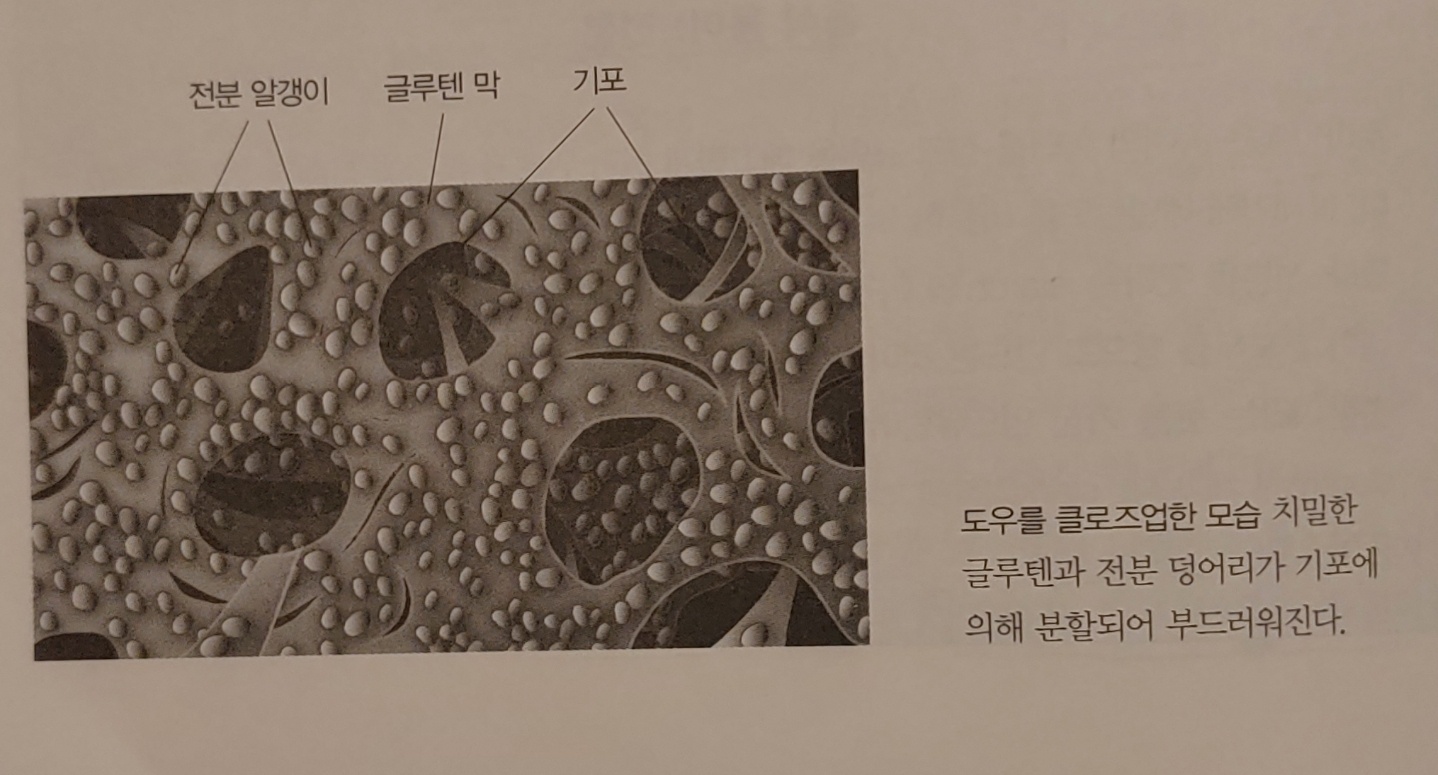 전분 알갱이 글루텐 막 기포
도우를 클로즈업한 모습 치밀한
글루텐과 전분 덩어리가 기포에
의해 분할되어 부드러워진다.